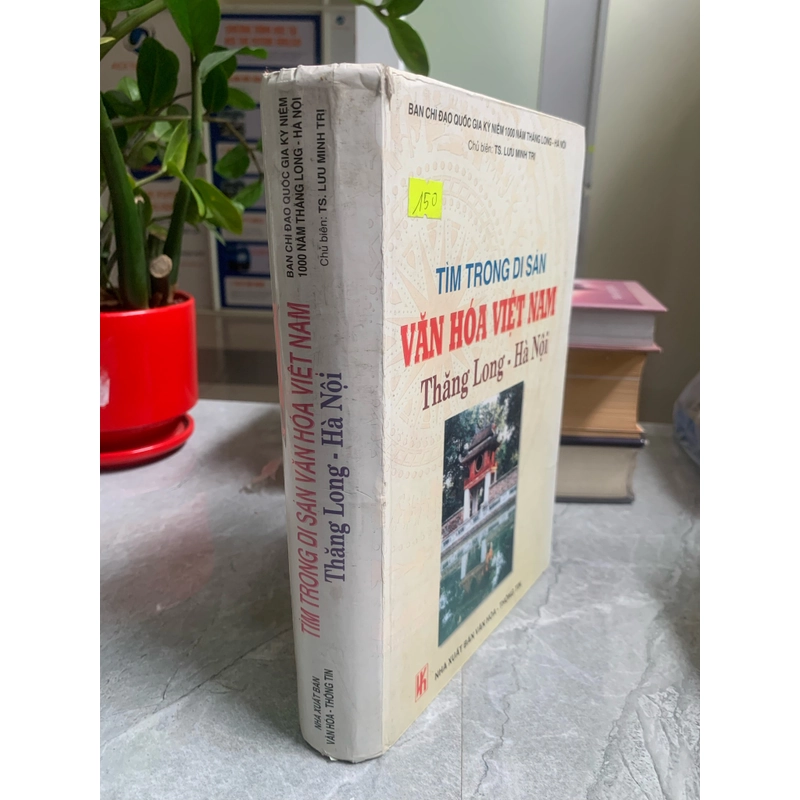 BAN CHỈ ĐẠO QUỐC GIA KỶ NIỆM 1000 NĂM THĂNG LONG - HÀ NỘI
Chủ biên: TS. LƯU MINH TRỊ
150
TÌM TRONG DI SẢN
VĂN HÓA VIỆT NAM
Thăng Long - Hà Nội
NHÀ XUẤT BẢN VĂN HÓA - THÔNG TIN
BAN CHỈ ĐẠO QUỐC GIA KỶ NIỆM
1000 NĂM THĂNG LONG - HÀ NỘI
Chủ biên: TS. LƯU MINH TRỊ
TÌM TRONG DI SẢN VĂN HÓA VIỆT NAM
Thăng Long - Hà Nội
NHÀ XUẤT BẢN
VĂN HÓA - THÔNG TIN